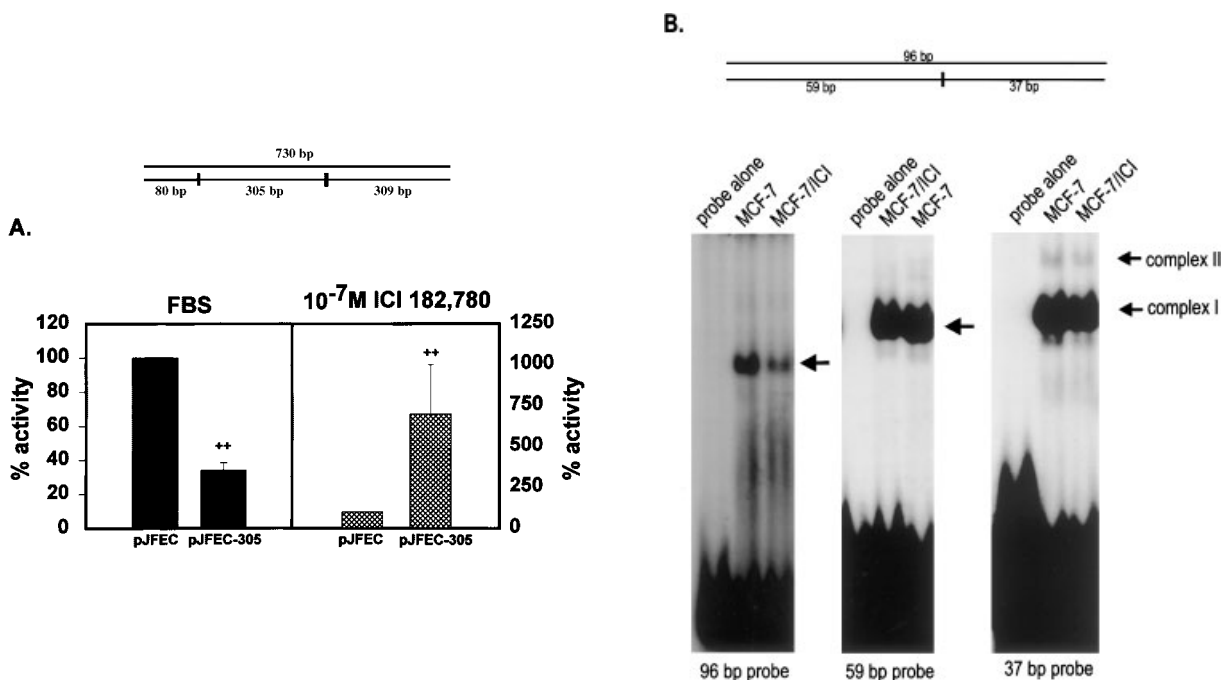 730 bp
80 bp 305 bp 309 bp
A.
FBS
10-7M ICI 182,780
% activity
120
100
80
60
40
20
0
++
++
1250
1000
750
500
250
0
% activity
pJFEC pJFEC-305 pJFEC pJFEC-305
B.
96 bp
59 bp 37 bp
probe alone MCF-7 MCF-7/ICI
probe alone MCF-7/ICI MCF-7
probe alone MCF-7 MCF-7/ICI
complex II
complex I
96 bp probe 59 bp probe 37 bp probe